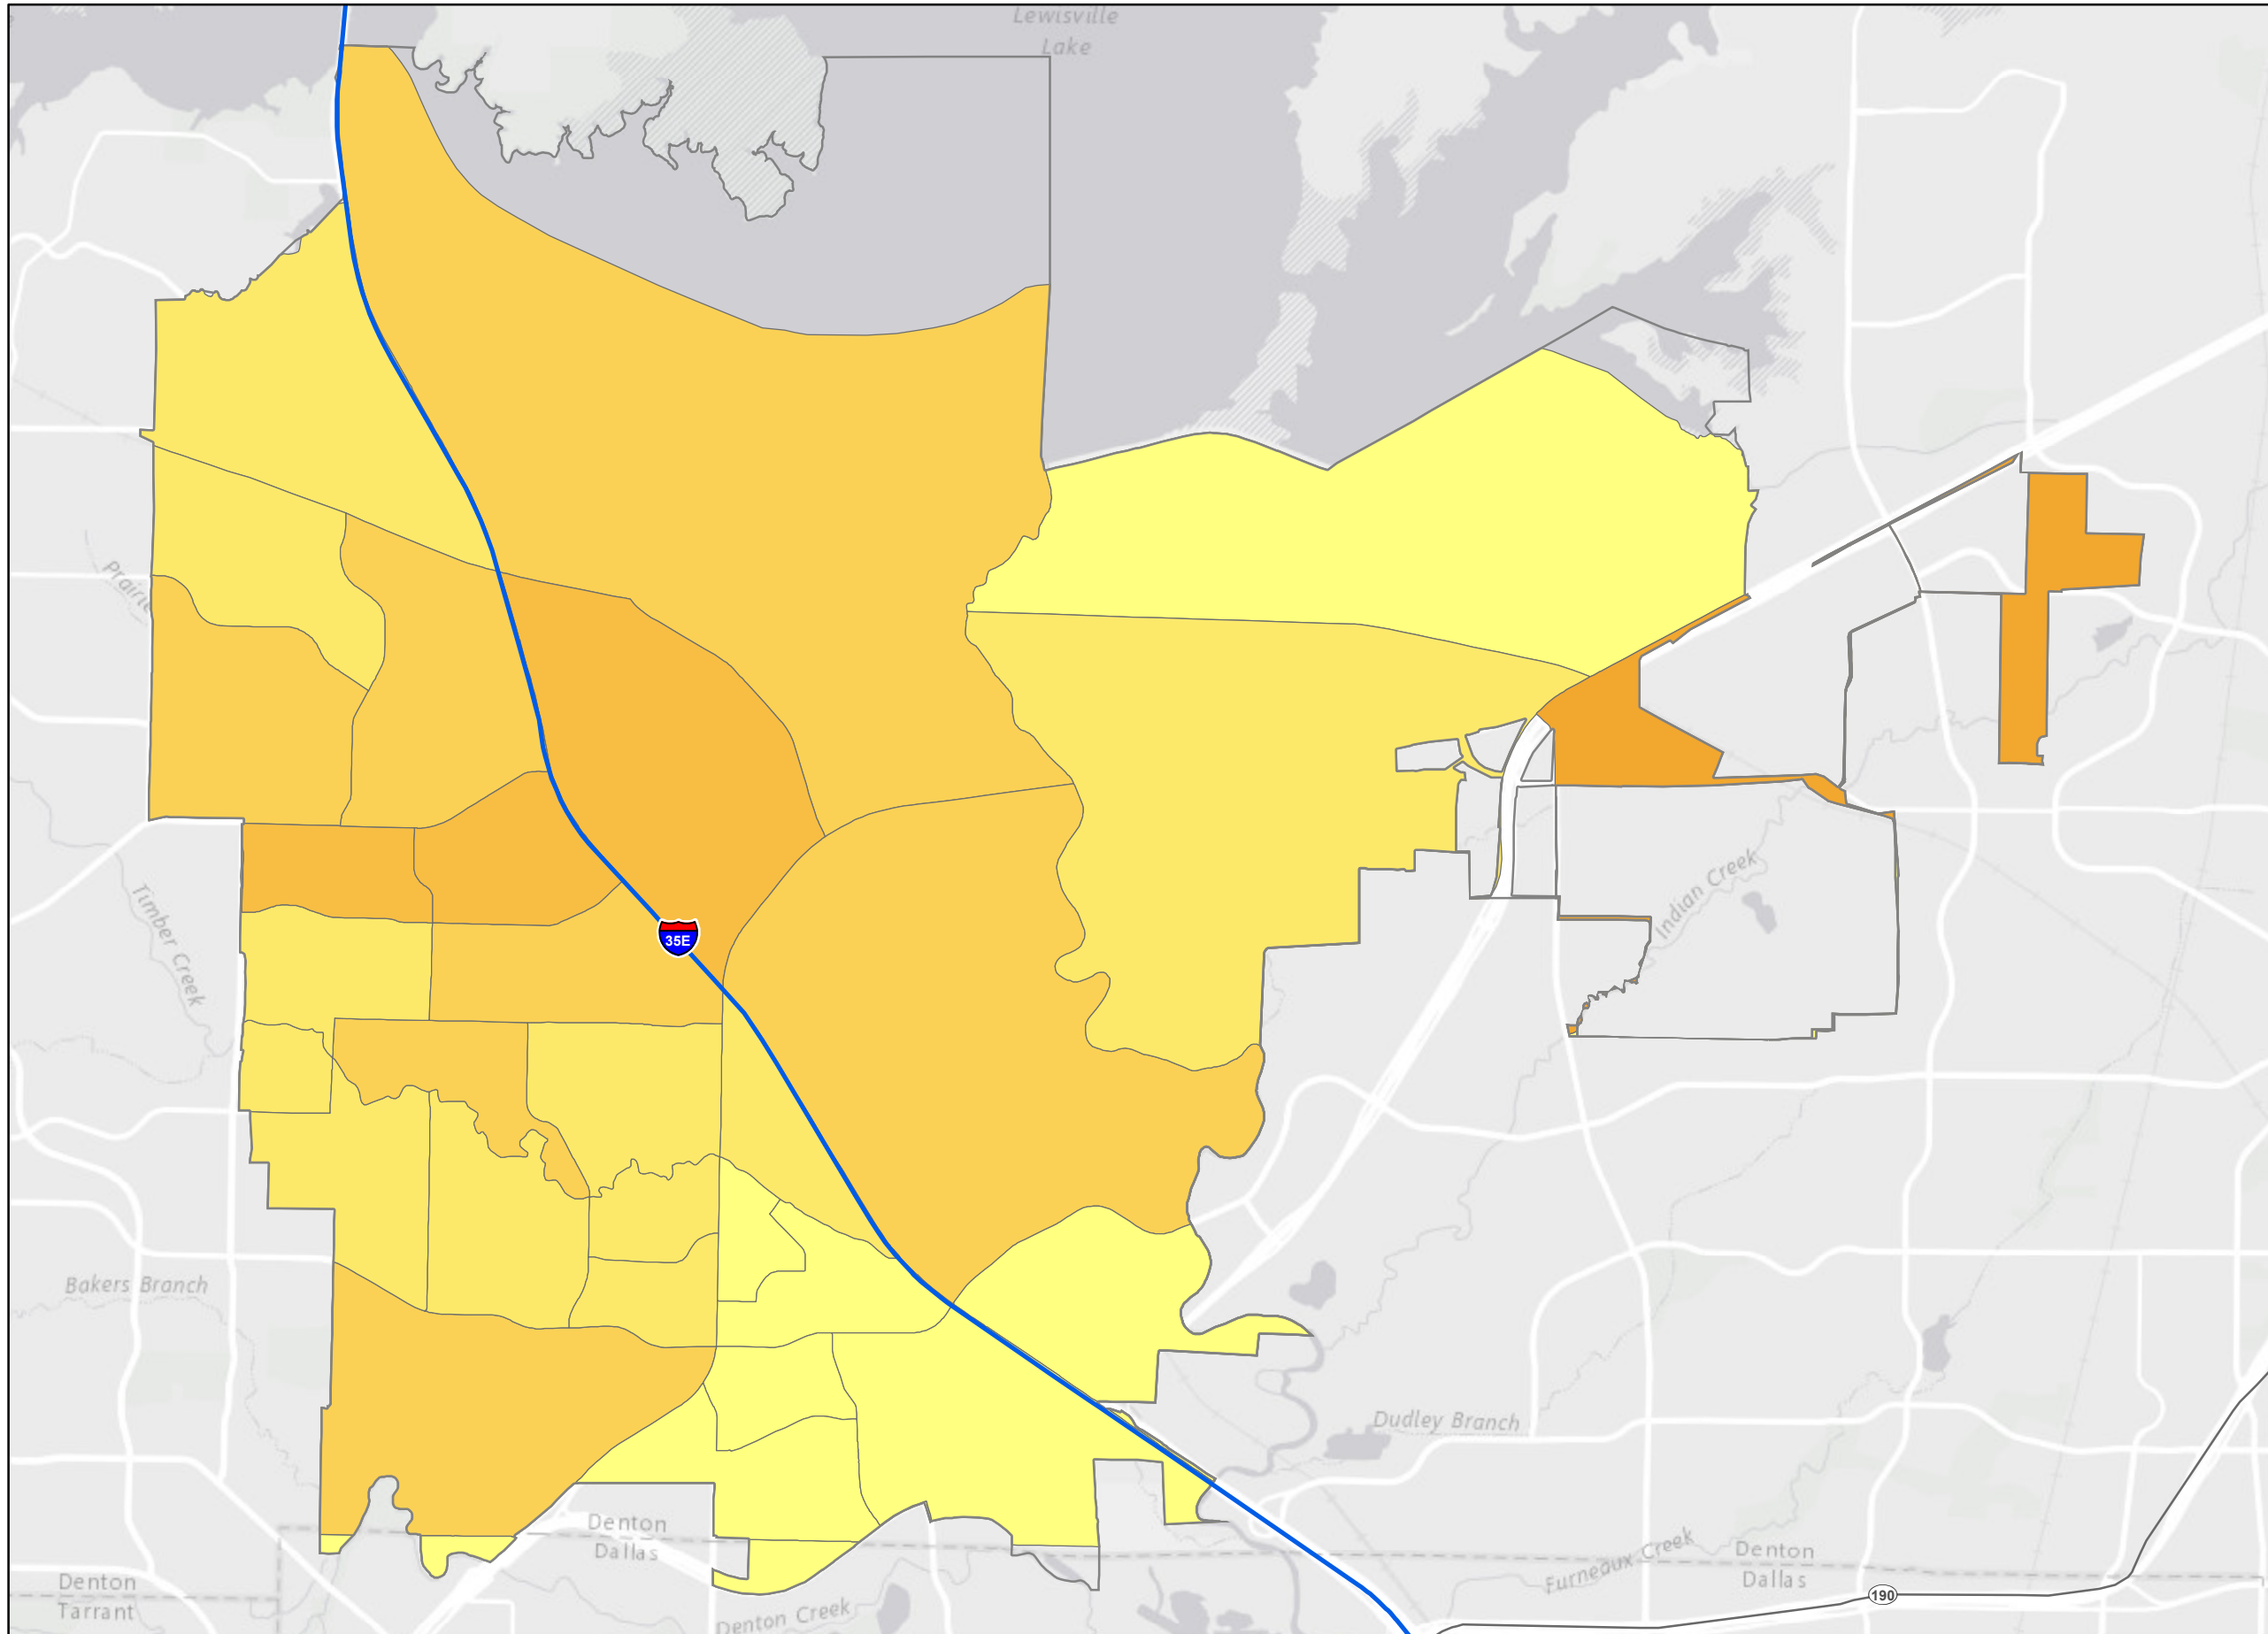 Lewisville
Lake
Prairie
Timber Creek
35E
Indian Creek
Bakers Branch
Dudley Branch
Denton
Dallas
Denton
Dallas
Furneaux Creek
Denton
Tarrant
190
Denton Creek